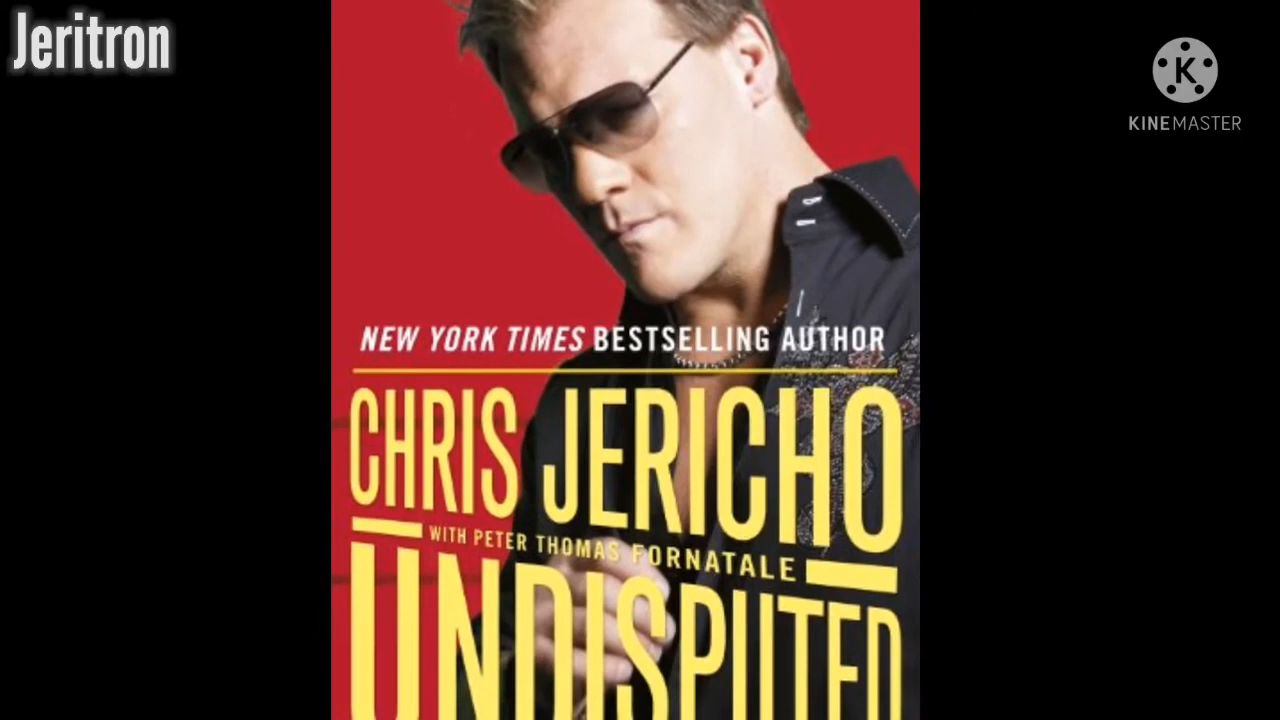 Jeritron
K
KINEMASTER
NEW YORK TIMES BESTSELLING AUTHOR
CHRIS JERICHO
WITH PETER THOMAS FORNATALE
UNDISPUTED